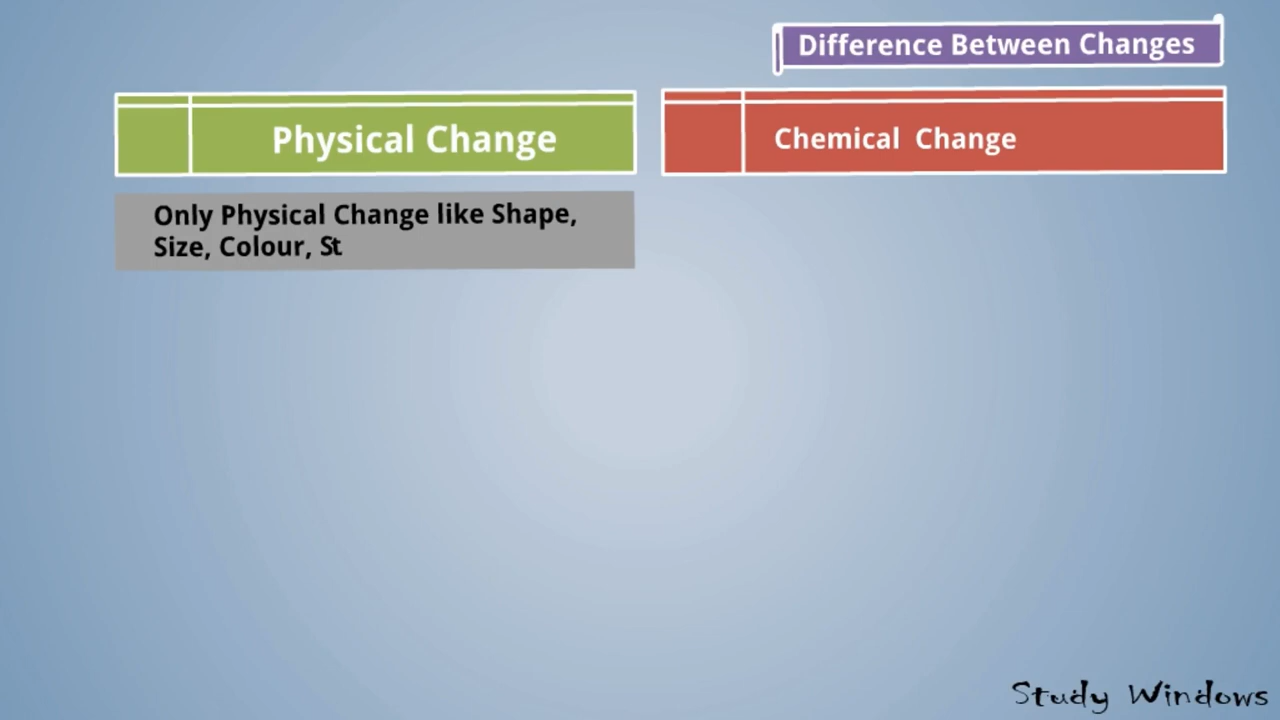 Difference Between Changes
Physical Change
Chemical Change
Only Physical Change like Shape,
Size, Colour, St
Study Windows